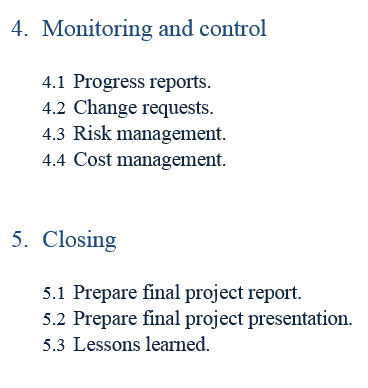 4. Monitoring and control
4.1 Progress reports.
4.2 Change requests.
4.3 Risk management.
4.4 Cost management.
5. Closing
5.1 Prepare final project report.
5.2 Prepare final project presentation.
5.3 Lessons learned.